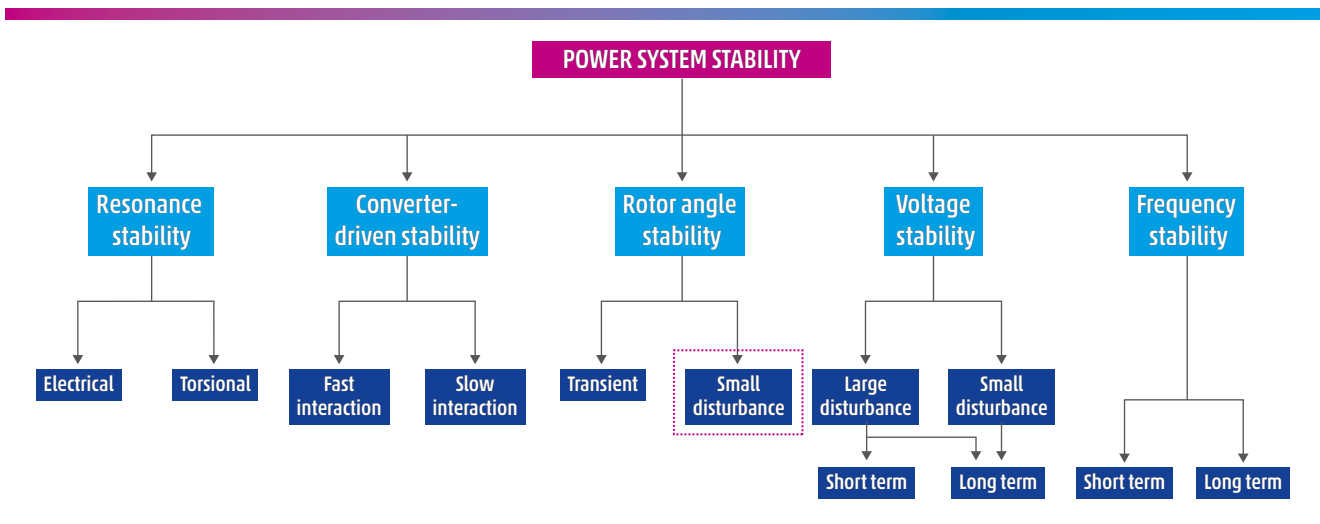 POWER SYSTEM STABILITY
Resonance
stability
Converter-
driven stability
Rotor angle
stability
Voltage
stability
Frequency
stability
Electrical
Torsional
Fast
interaction
Slow
interaction
Transient
Small
disturbance
Large
disturbance
Small
disturbance
Short term
Long term
Short term
Long term